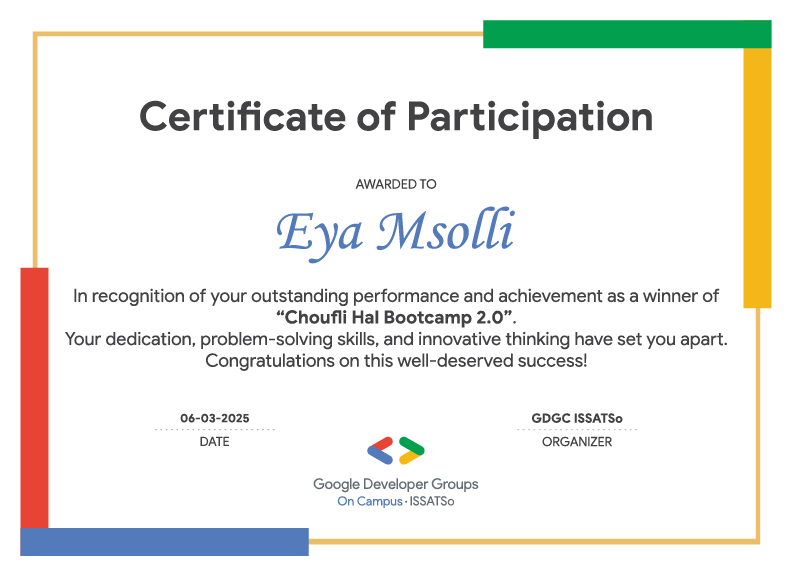 Certificate of Participation
AWARDED TO
Eya Msolli
In recognition of your outstanding performance and achievement as a winner of
“Choufli Hal Bootcamp 2.0”.
Your dedication, problem-solving skills, and innovative thinking have set you apart.
Congratulations on this well-deserved success!
06-03-2025
DATE
GDGC ISSATSo
ORGANIZER
Google Developer Groups
On Campus · ISSATSo